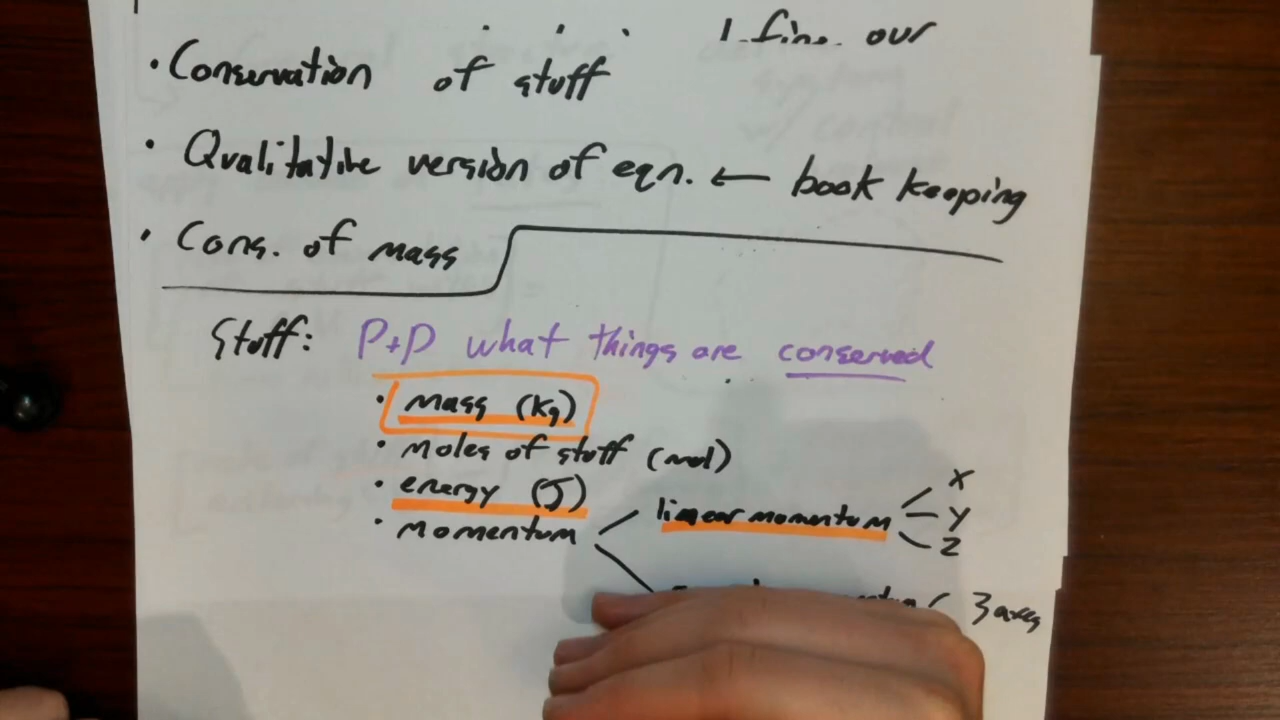 our
• Conservation of stuff
• Qualitative version of eqn. ← book keeping
• Cons. of mass
Stuff: P+P what things are conserved
• mass (kg)
• moles of stuff (mol)
• energy (J)
• momentum
linear momentum
X
Y
Z
3 axes